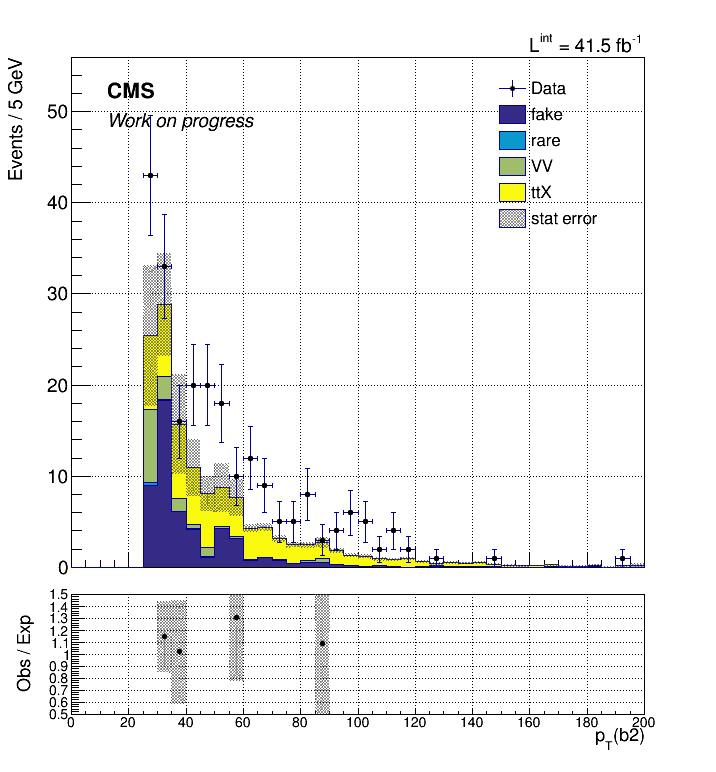 L^int = 41.5 fb^-1
Events / 5 GeV
CMS
Work on progress
Data
fake
rare
VV
ttX
stat error
50
40
30
20
10
0
Obs / Exp
1.5
1.4
1.3
1.2
1.1
1
0.9
0.8
0.7
0.6
0.5
0 20 40 60 80 100 120 140 160 180 200
p_T(b2)